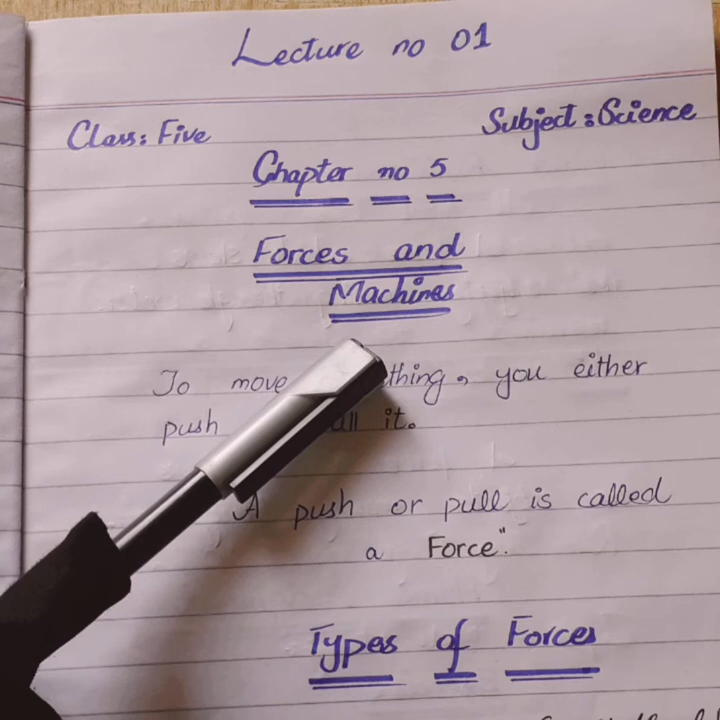 Lecture no 01
Class: Five
Subject: Science
Chapter no 5
Forces and
Machines
To move thing, you either
push ull it.
A push or pull is called
a Force".
Types of Forces